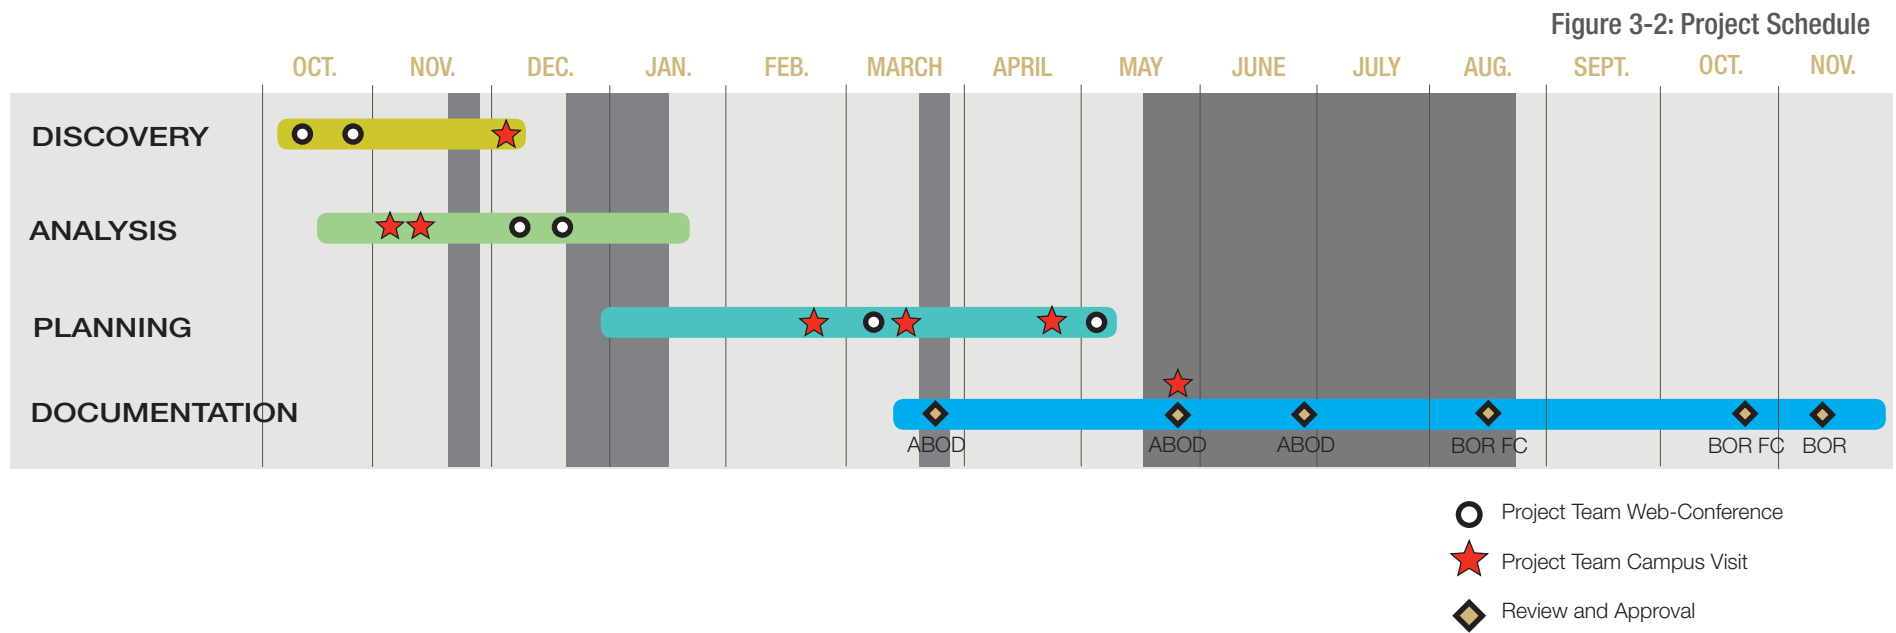 Figure 3-2: Project Schedule
OCT. NOV. DEC. JAN. FEB. MARCH APRIL MAY JUNE JULY AUG. SEPT. OCT. NOV.
DISCOVERY
ANALYSIS
PLANNING
DOCUMENTATION
ABOD ABOD ABOD BOR FC BOR FC BOR
Project Team Web-Conference
Project Team Campus Visit
Review and Approval